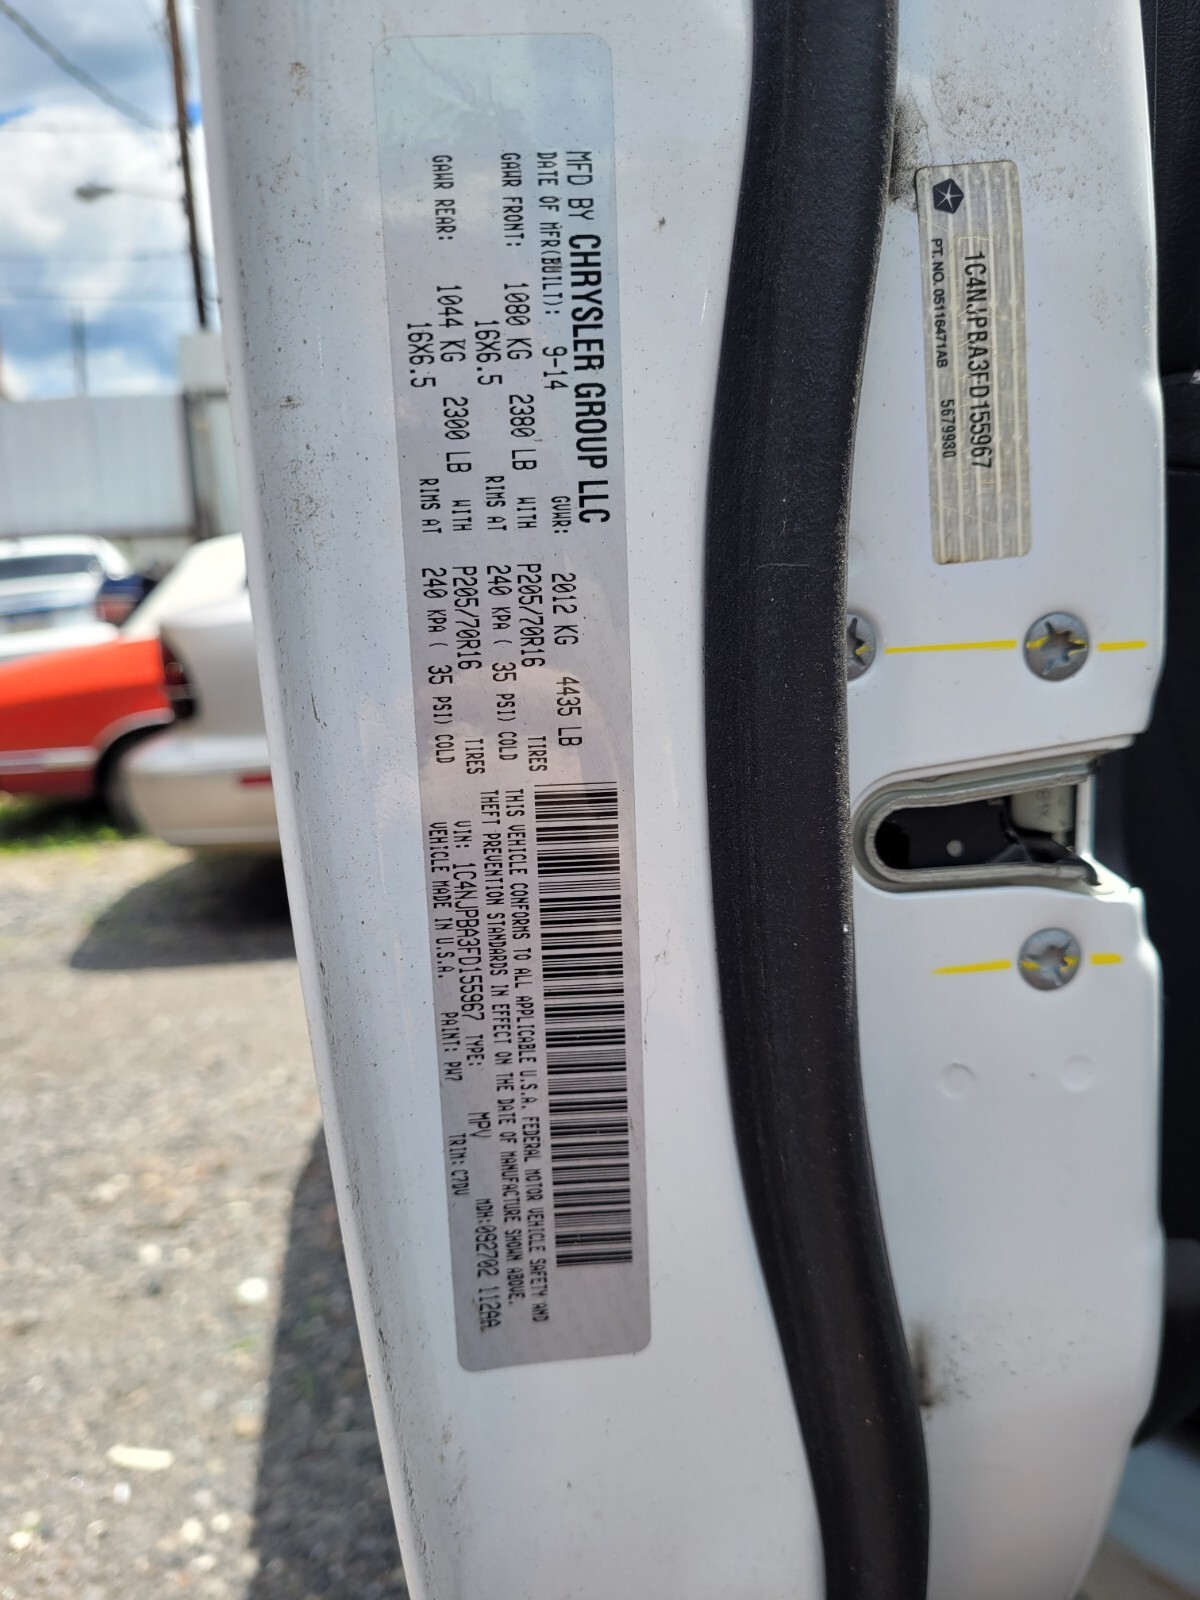 MFD BY CHRYSLER GROUP LLC
DATE OF MFR(BUILT): 9-14 GVWR: 2012 KG 4435 LB
GAWR FRONT: 1080 KG 2380 LB WITH P205/70R16 TIRES
16X6.5 RIMS AT 240 KPA ( 35 PSI) COLD
GAWR REAR: 1044 KG 2300 LB WITH P205/70R16 TIRES
16X6.5 RIMS AT 240 KPA ( 35 PSI) COLD
THIS VEHICLE CONFORMS TO ALL APPLICABLE U.S.A. FEDERAL MOTOR VEHICLE SAFETY AND
THEFT PREVENTION STANDARDS IN EFFECT ON THE DATE OF MANUFACTURE SHOWN ABOVE.
VIN: 1C4NJPBA3FD155967 TYPE: MPV MDH:092702 112AA
VEHICLE MADE IN U.S.A. PAINT: PW7 TRIM: C7DV
1C4NJPBA3FD155967
PT. NO. 05116471AB 5679930